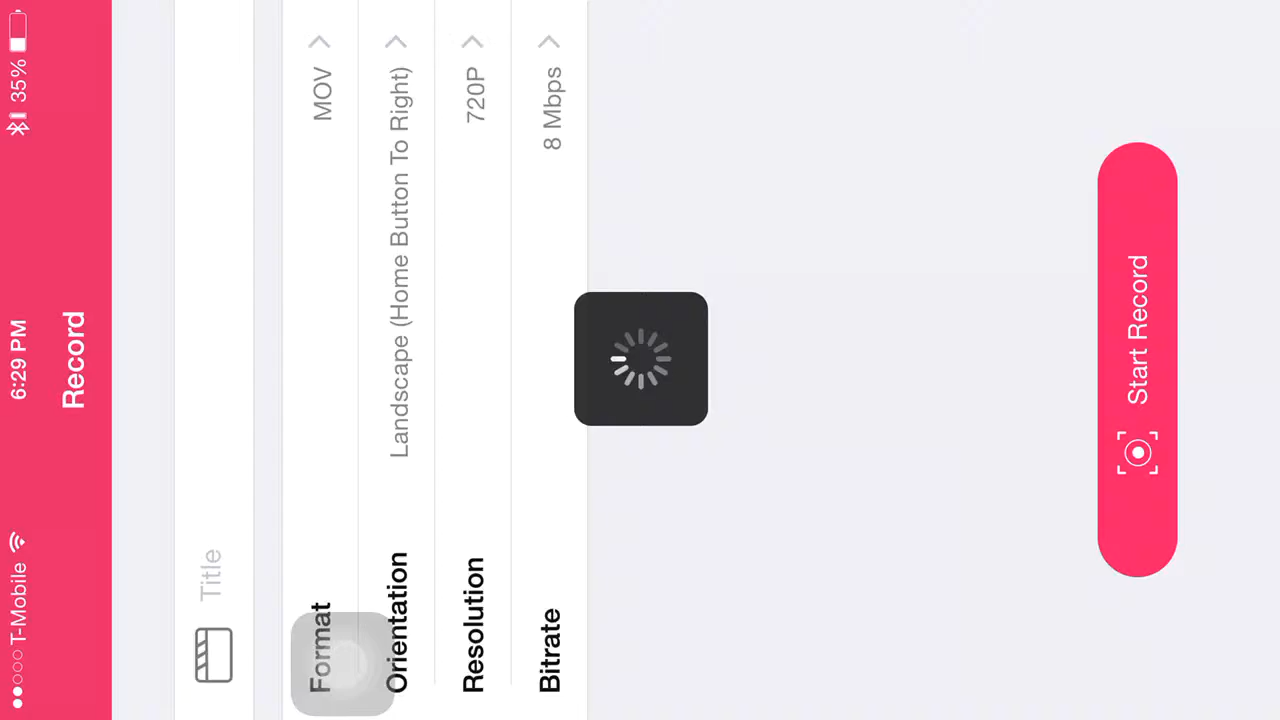 T-Mobile 6:29 PM 35%
Record
Title
Format MOV
Orientation Landscape (Home Button To Right)
Resolution 720P
Bitrate 8 Mbps
Start Record